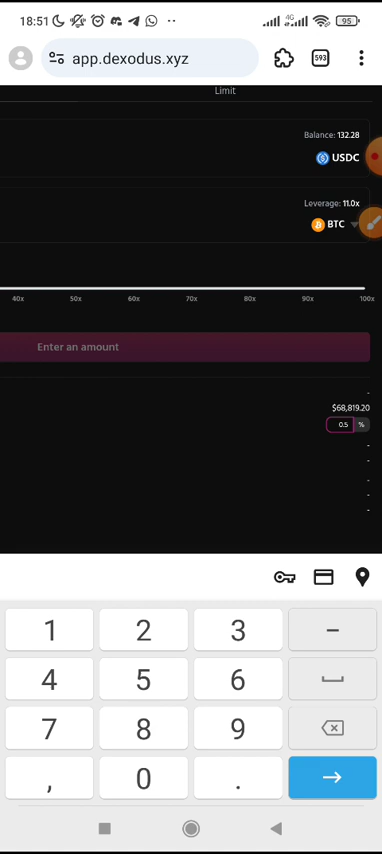 18:51 4G 95
app.dexodus.xyz 593
Limit
Balance: 132.28
USDC
Leverage: 11.0x
BTC
40x 50x 60x 70x 80x 90x 100x
Enter an amount
-
$68,819.20
0.5 %
-
-
-
-
-
1 2 3 –
4 5 6
7 8 9
, 0 .